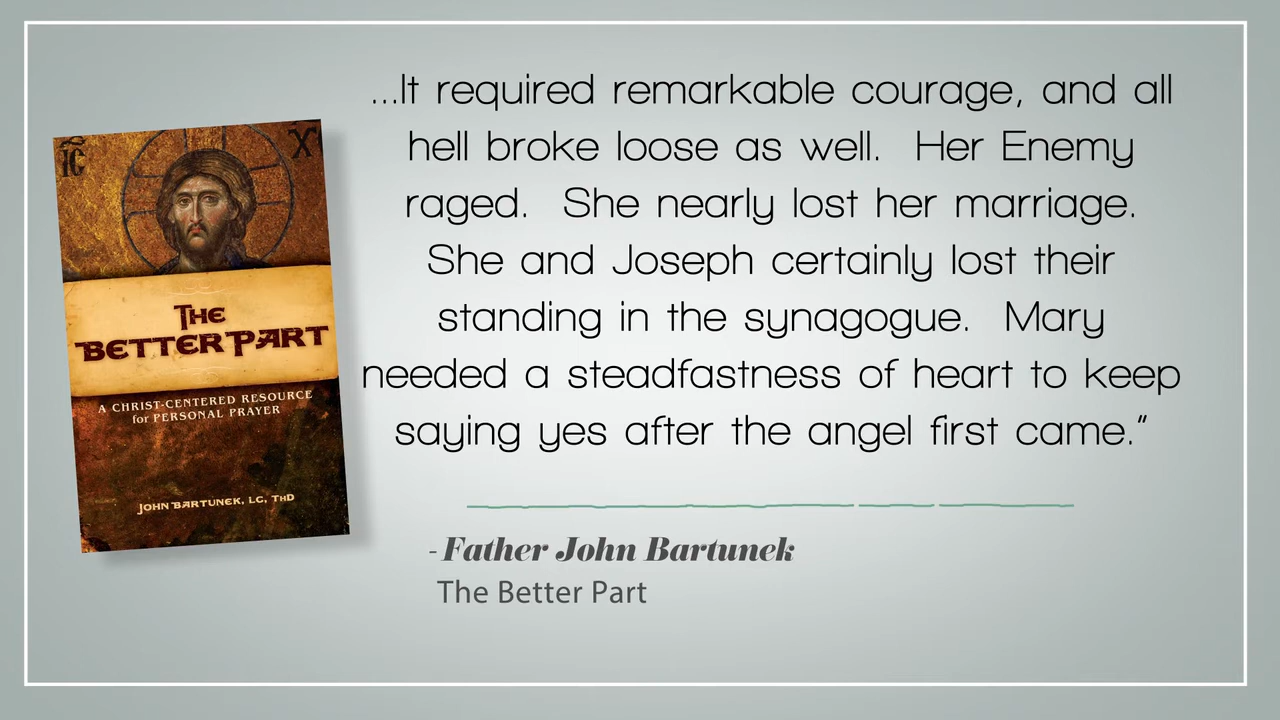 ...It required remarkable courage, and all
hell broke loose as well.  Her Enemy
raged.  She nearly lost her marriage.
She and Joseph certainly lost their
standing in the synagogue.  Mary
needed a steadfastness of heart to keep
saying yes after the angel first came.”
- Father John Bartunek
The Better Part
IC
X
THE
BETTER PART
A CHRIST-CENTERED RESOURCE
for PERSONAL PRAYER
JOHN BARTUNEK, LC, THD